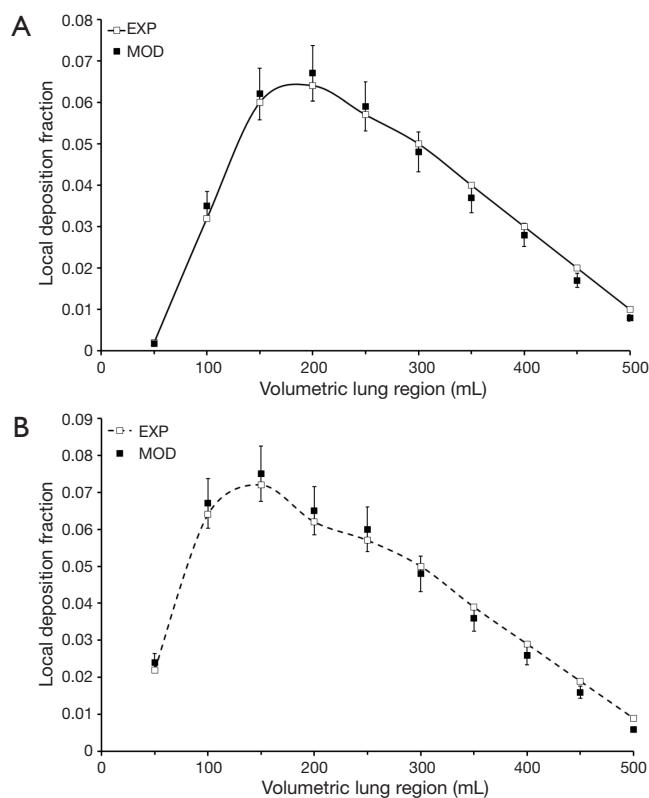 A
EXP
MOD
Local deposition fraction
0.08
0.07
0.06
0.05
0.04
0.03
0.02
0.01
0
0 100 200 300 400 500
Volumetric lung region (mL)
B
EXP
MOD
Local deposition fraction
0.09
0.08
0.07
0.06
0.05
0.04
0.03
0.02
0.01
0
0 100 200 300 400 500
Volumetric lung region (mL)